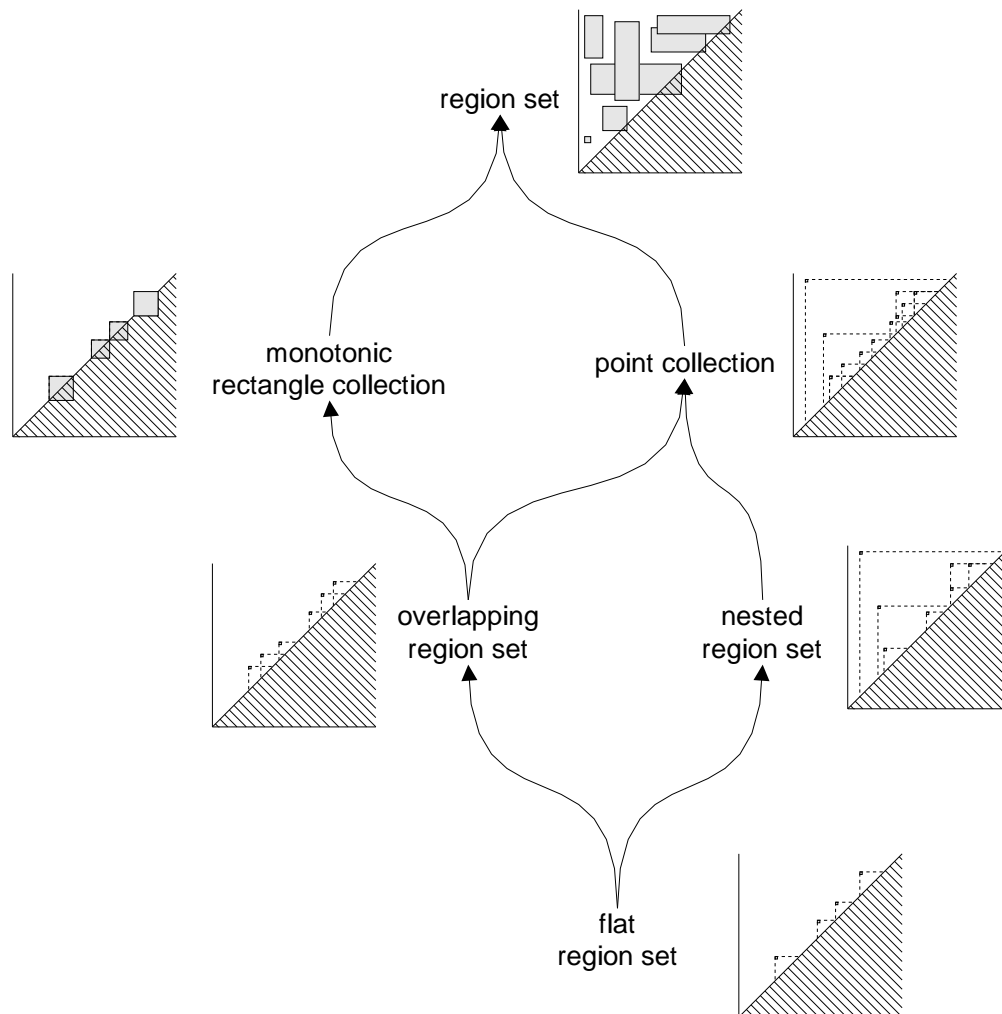 region set
monotonic
rectangle collection
point collection
overlapping
region set
nested
region set
flat
region set